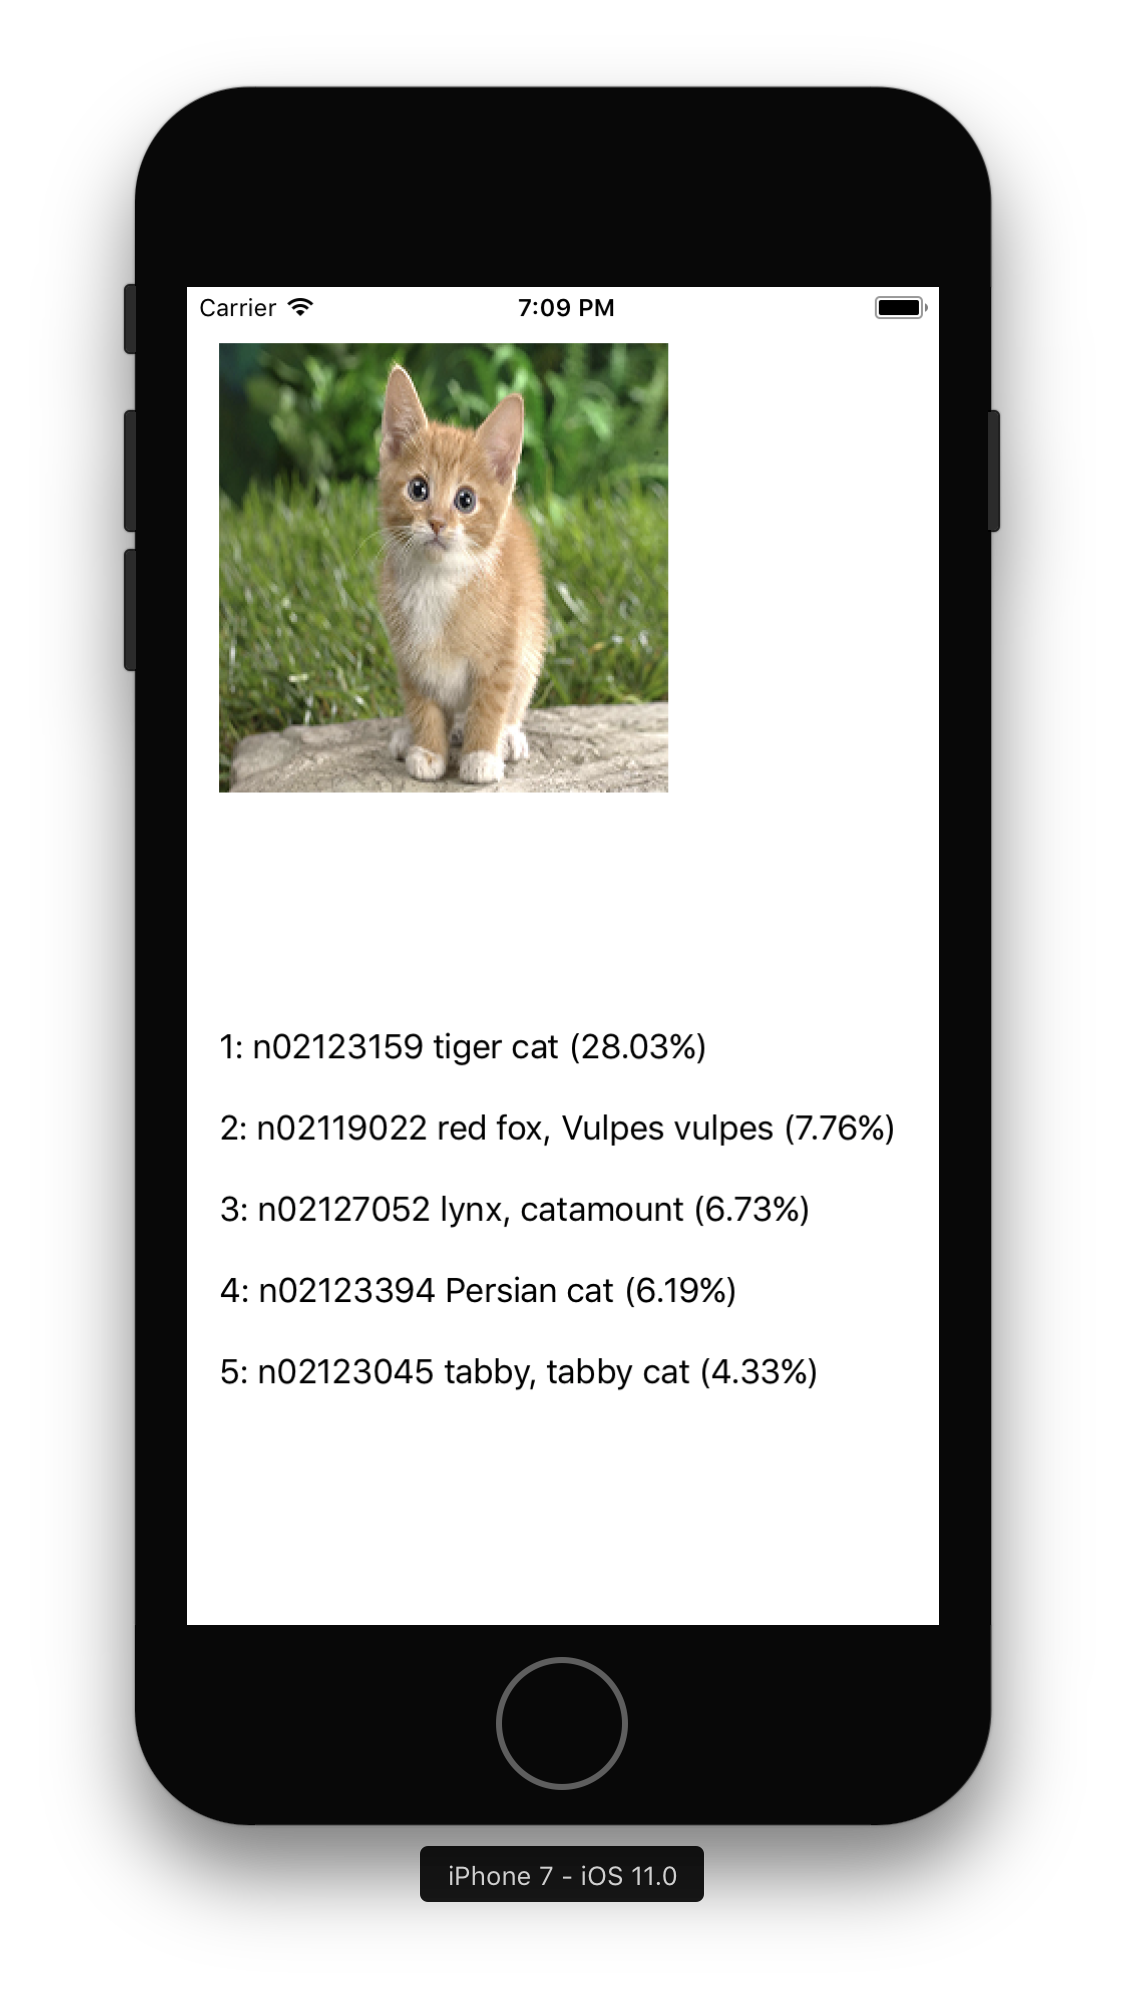 Carrier 7:09 PM
1: n02123159 tiger cat (28.03%)
2: n02119022 red fox, Vulpes vulpes (7.76%)
3: n02127052 lynx, catamount (6.73%)
4: n02123394 Persian cat (6.19%)
5: n02123045 tabby, tabby cat (4.33%)
iPhone 7 - iOS 11.0